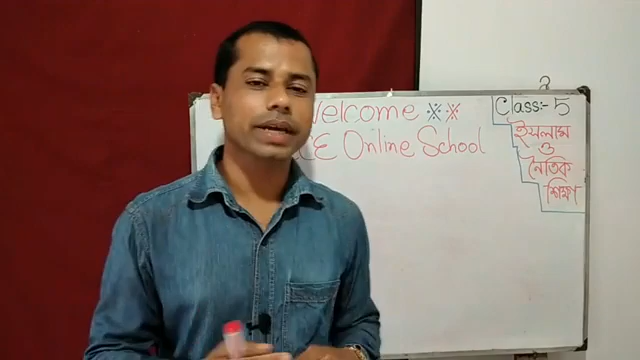 Welcome ※※
Online School
Class:- 5
ইসলাম
ও
নৈতিক
শিক্ষা